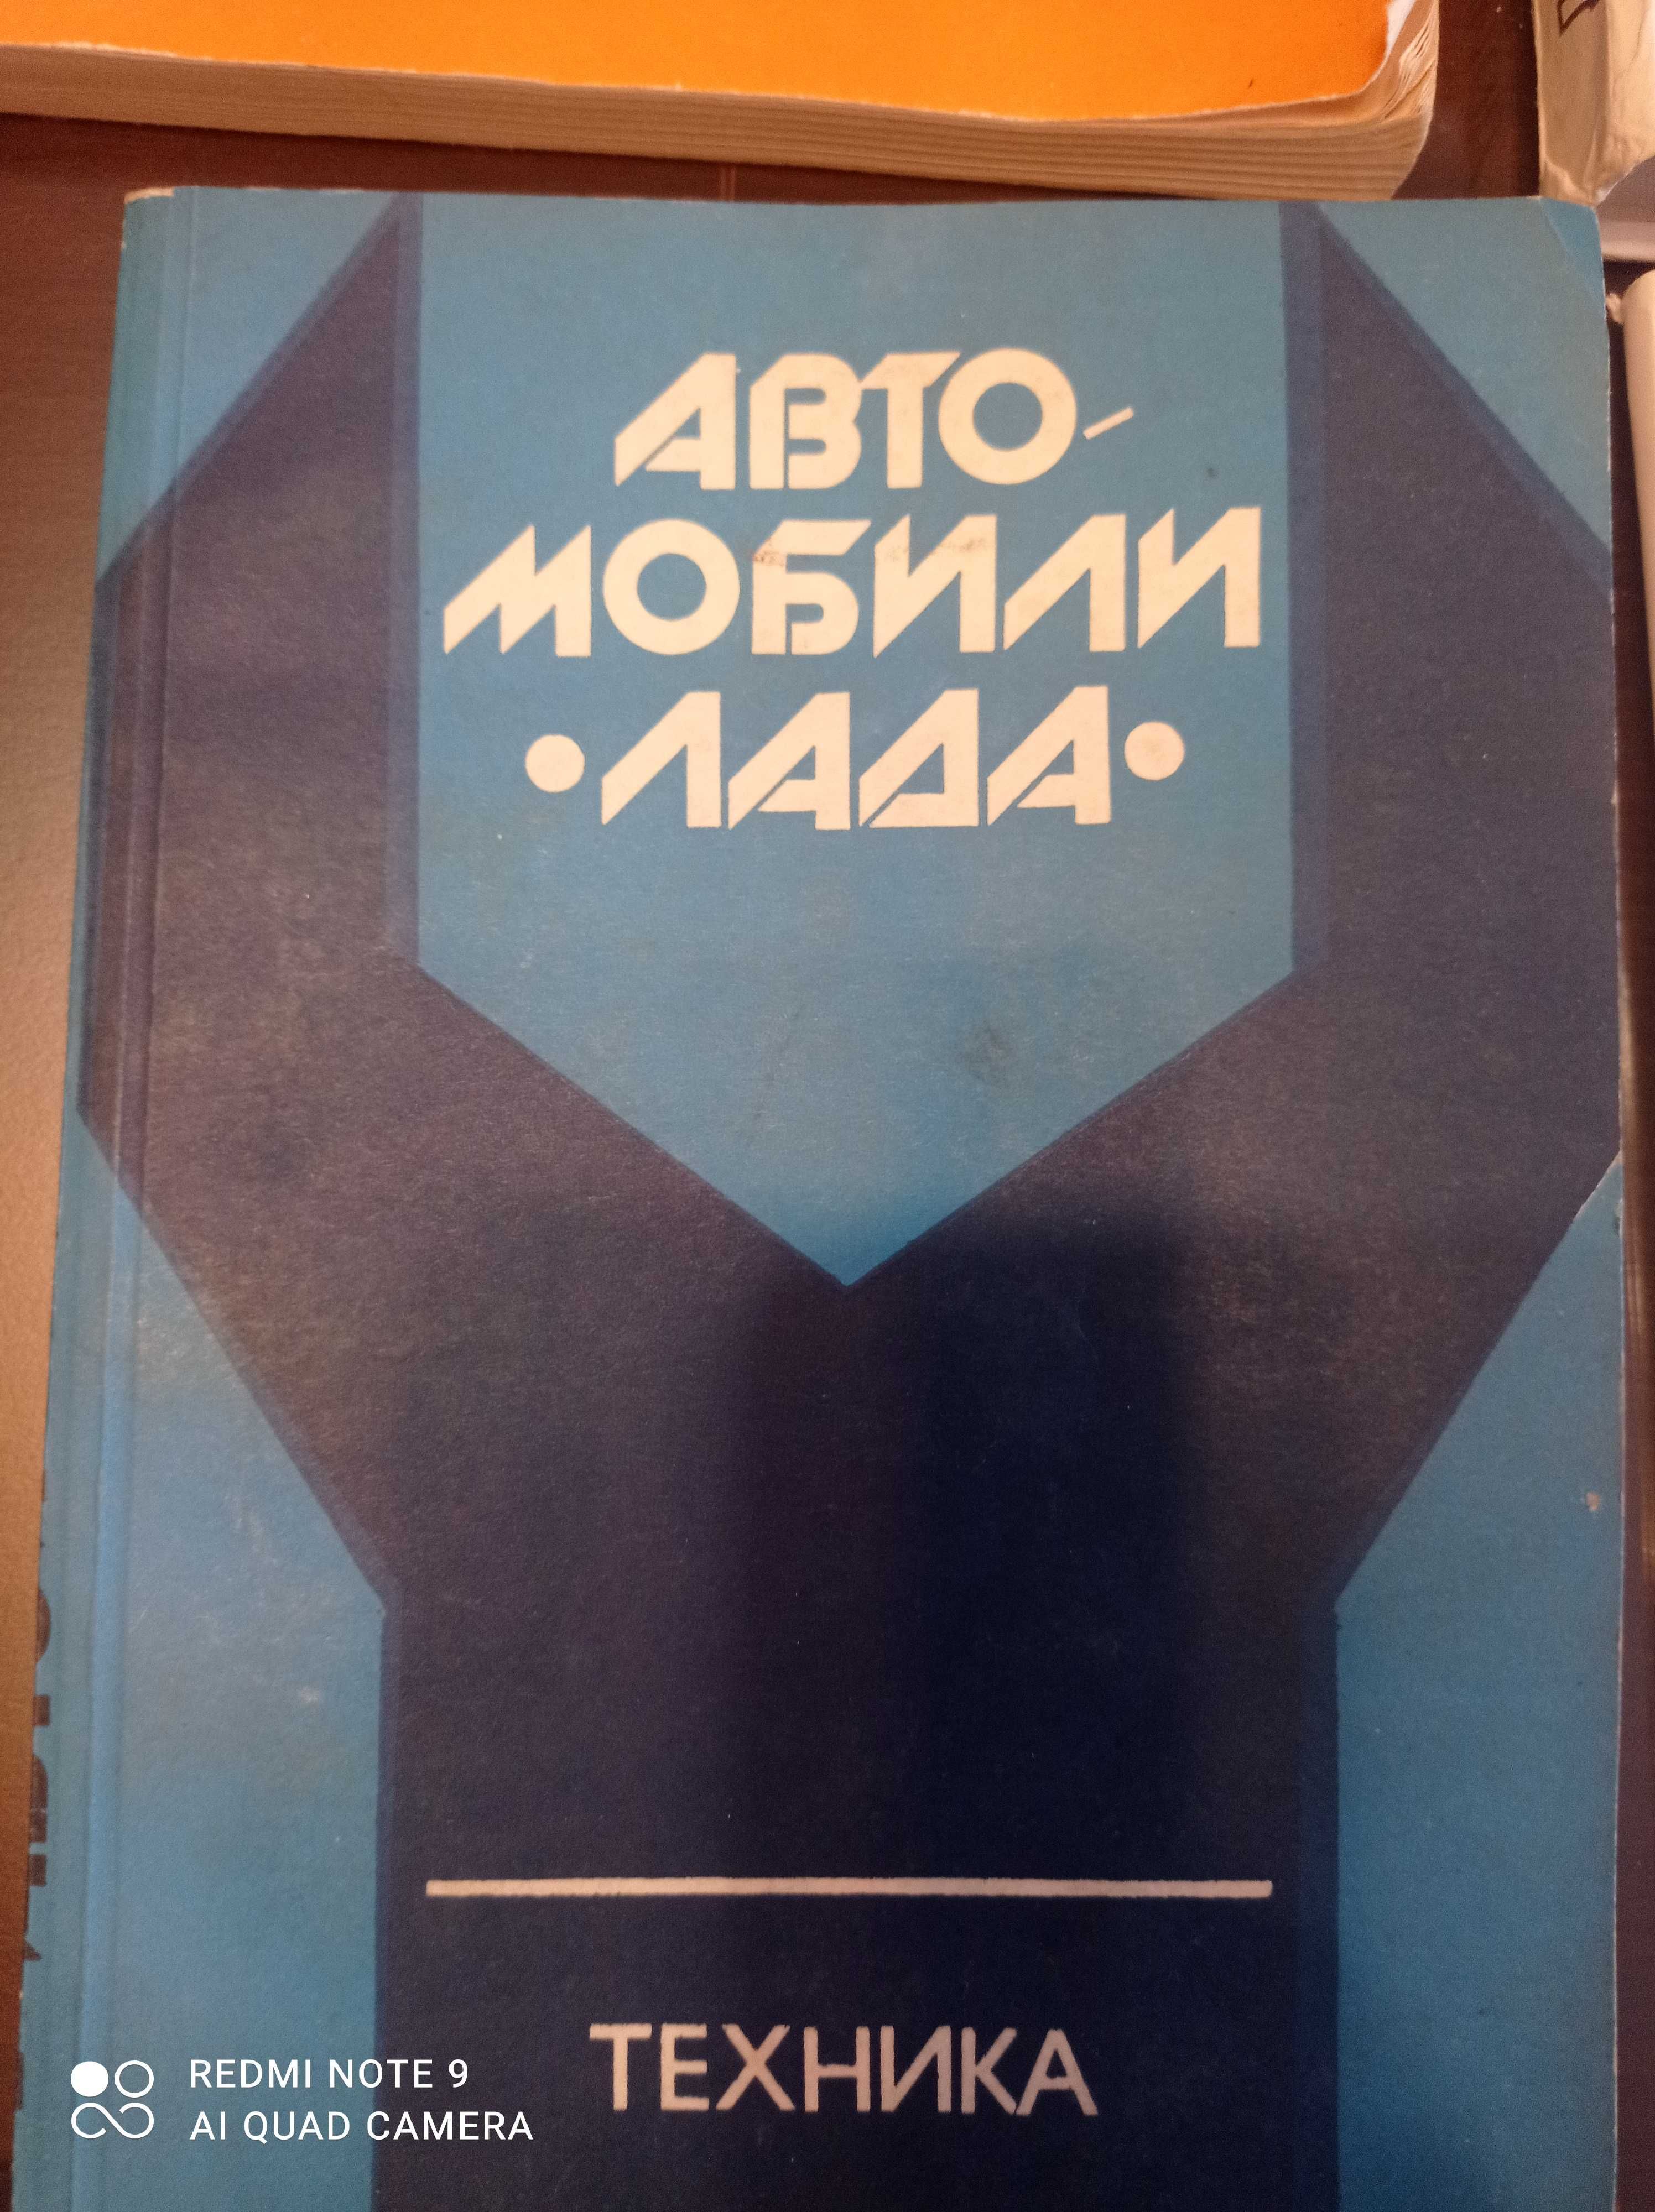 АВТО-
МОБИЛИ
•ЛАДА•
ТЕХНИКА
REDMI NOTE 9
AI QUAD CAMERA